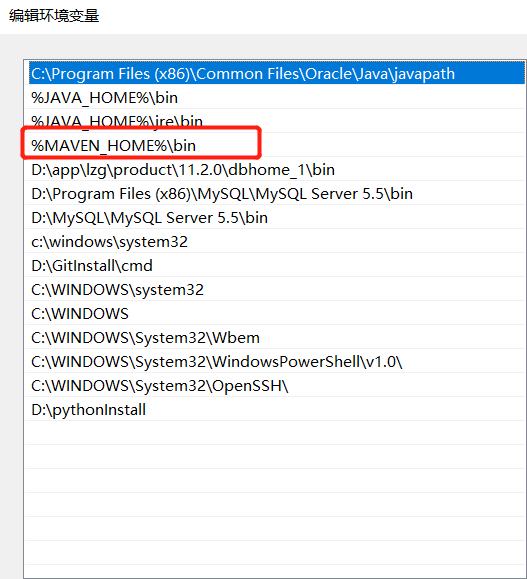 编辑环境变量
C:\Program Files (x86)\Common Files\Oracle\Java\javapath
%JAVA_HOME%\bin
%JAVA_HOME%\jre\bin
%MAVEN_HOME%\bin
D:\app\lzg\product\11.2.0\dbhome_1\bin
D:\Program Files (x86)\MySQL\MySQL Server 5.5\bin
D:\MySQL\MySQL Server 5.5\bin
c:\windows\system32
D:\GitInstall\cmd
C:\WINDOWS\system32
C:\WINDOWS
C:\WINDOWS\System32\Wbem
C:\WINDOWS\System32\WindowsPowerShell\v1.0\
C:\WINDOWS\System32\OpenSSH\
D:\pythonInstall